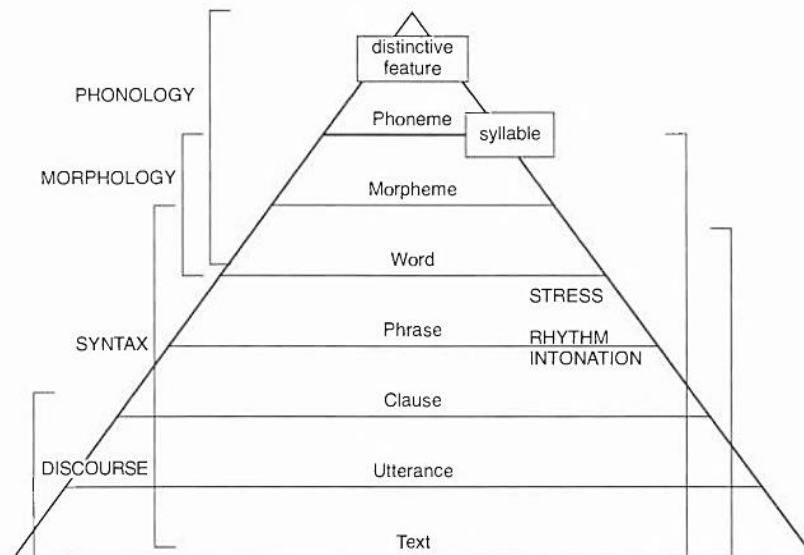 distinctive
feature
PHONOLOGY
Phoneme
syllable
MORPHOLOGY
Morpheme
Word
STRESS
SYNTAX
Phrase
RHYTHM
INTONATION
Clause
DISCOURSE
Utterance
Text